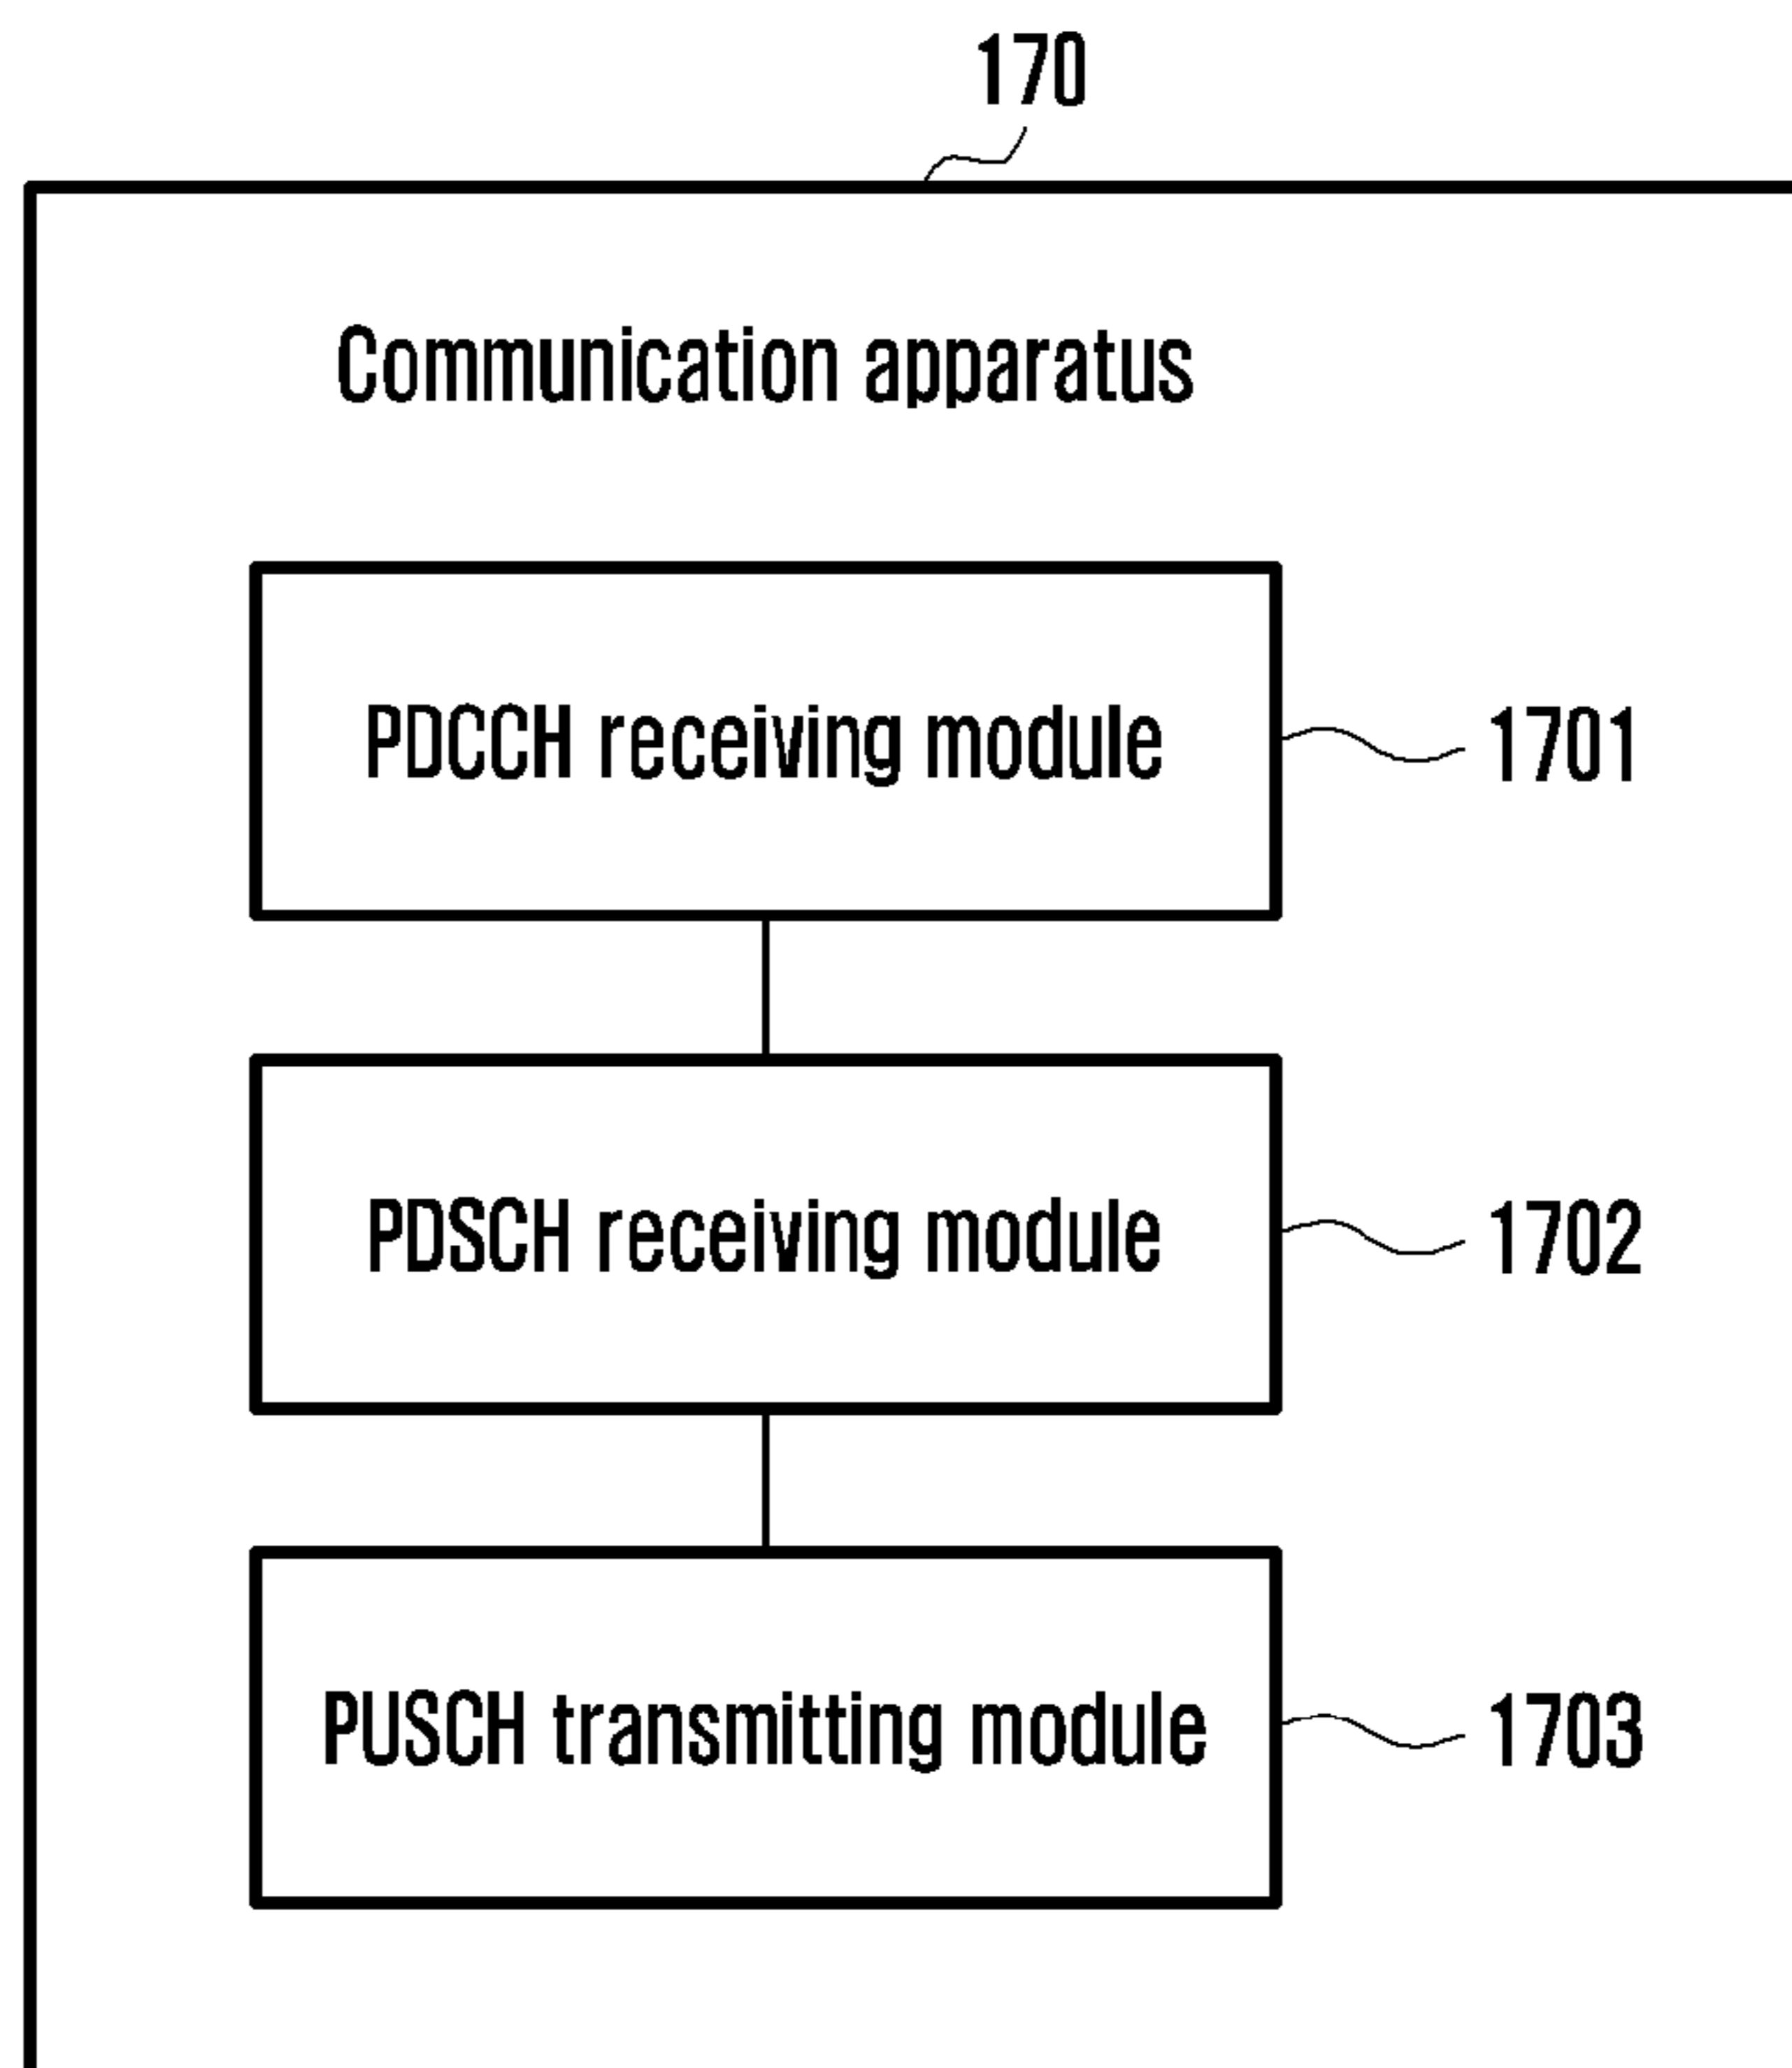 170
Communication apparatus
PDCCH receiving module
1701
PDSCH receiving module
1702
PUSCH transmitting module
1703